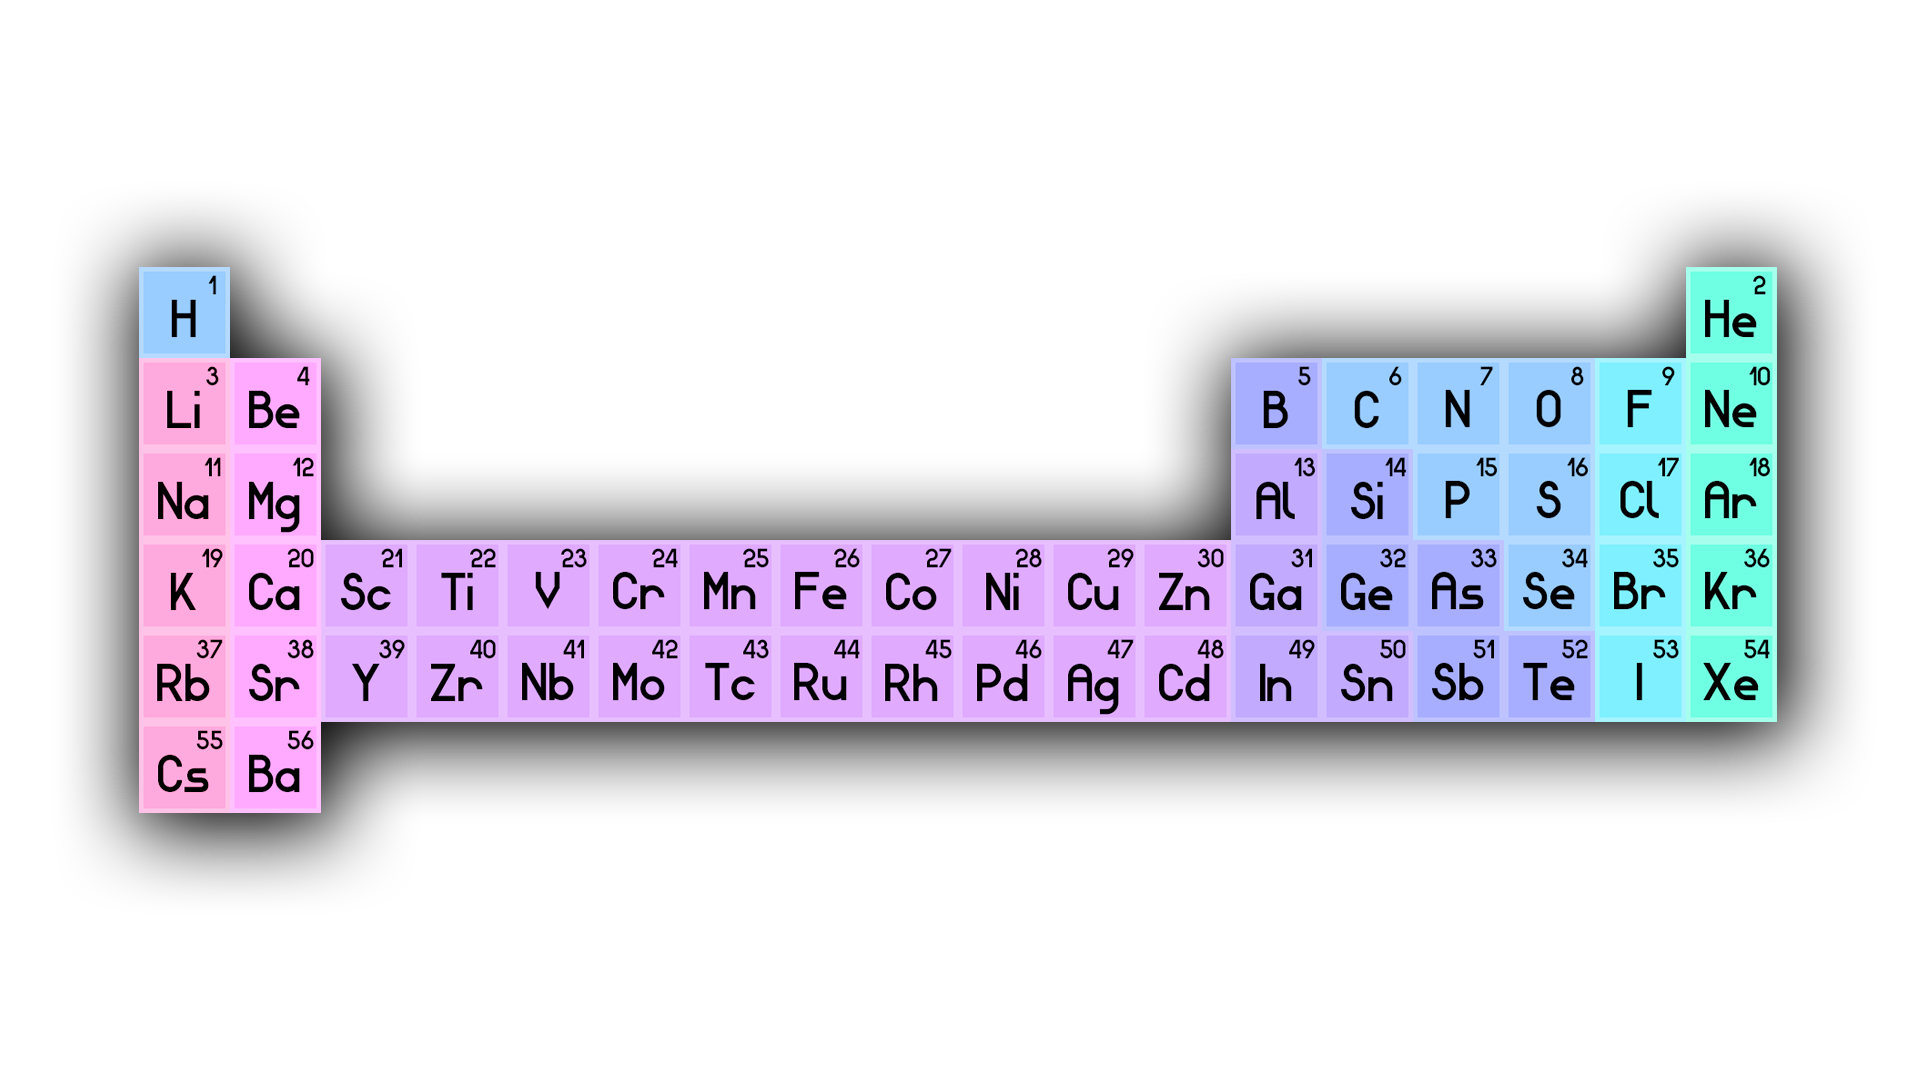 1 2
H He
3 4 5 6 7 8 9 10
Li Be B C N O F Ne
11 12 13 14 15 16 17 18
Na Mg Al Si P S Cl Ar
19 20 21 22 23 24 25 26 27 28 29 30 31 32 33 34 35 36
K Ca Sc Ti V Cr Mn Fe Co Ni Cu Zn Ga Ge As Se Br Kr
37 38 39 40 41 42 43 44 45 46 47 48 49 50 51 52 53 54
Rb Sr Y Zr Nb Mo Tc Ru Rh Pd Ag Cd In Sn Sb Te I Xe
55 56
Cs Ba